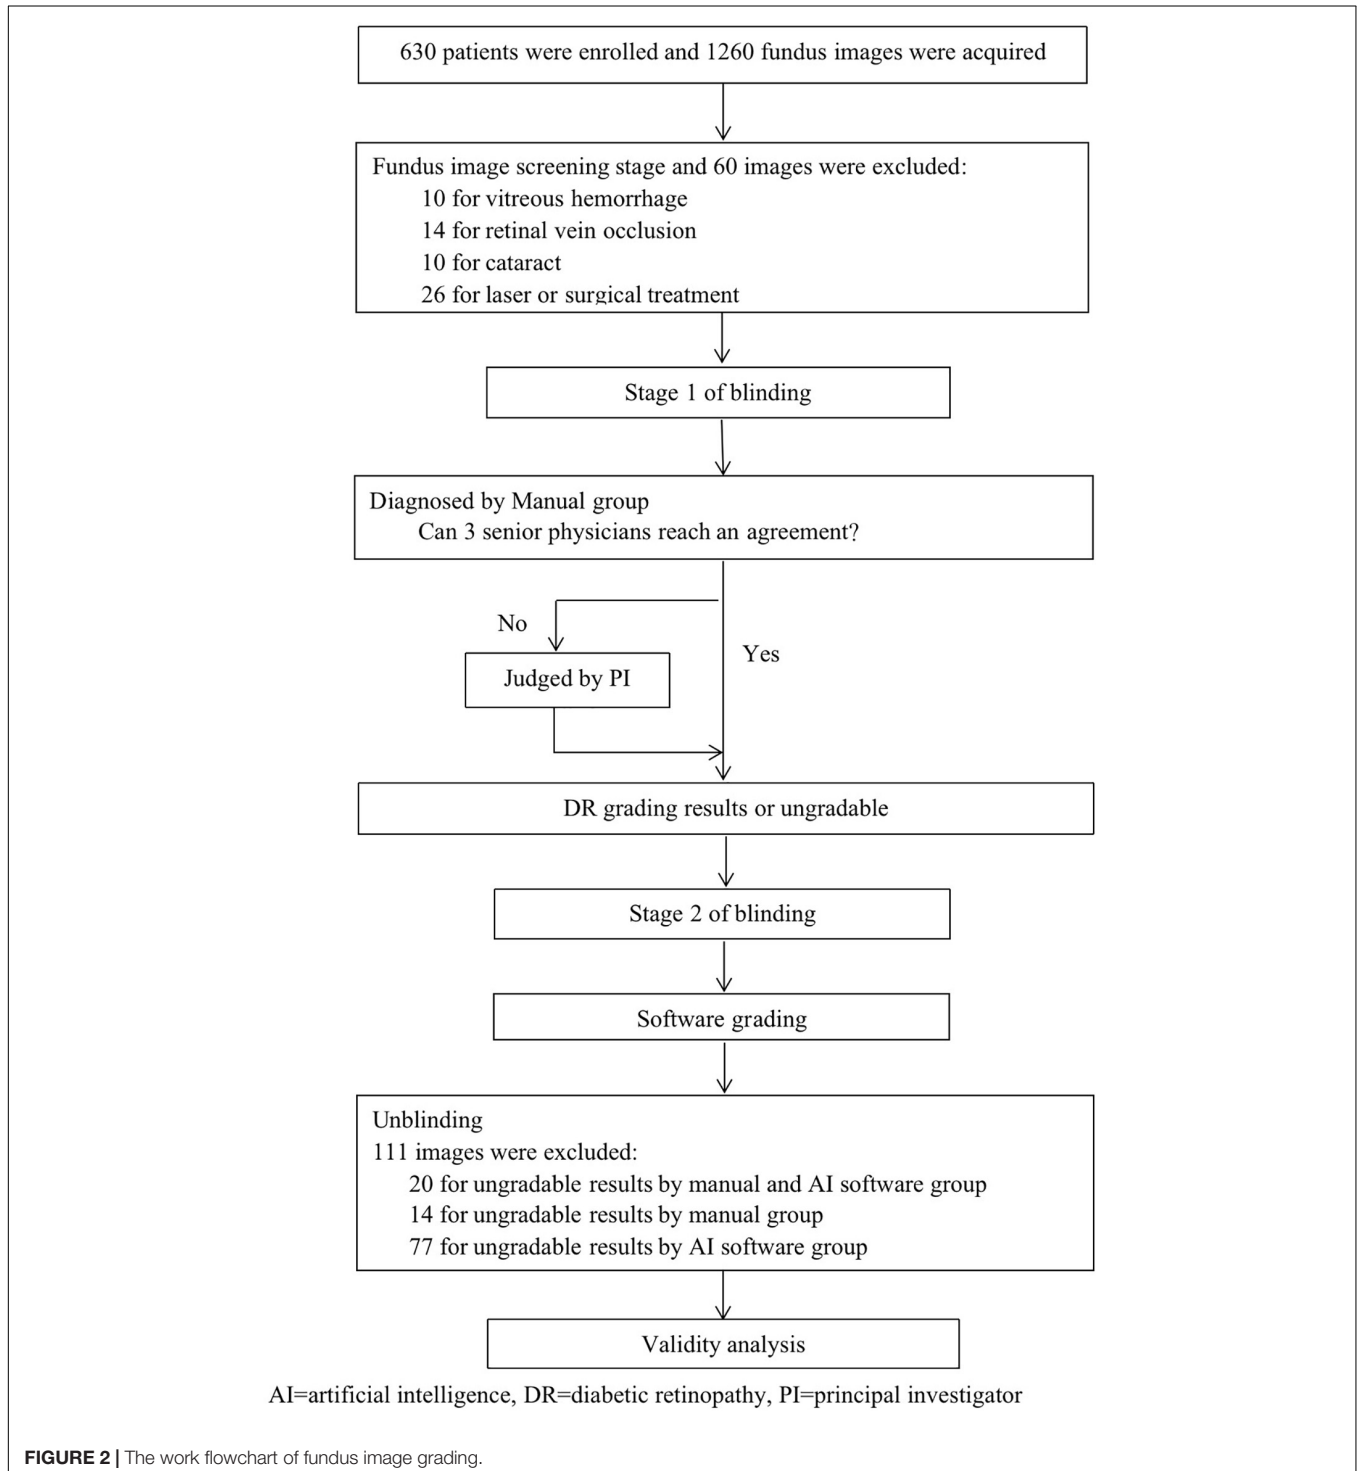 630 patients were enrolled and 1260 fundus images were acquired
Fundus image screening stage and 60 images were excluded:
10 for vitreous hemorrhage
14 for retinal vein occlusion
10 for cataract
26 for laser or surgical treatment
Stage 1 of blinding
Diagnosed by Manual group
Can 3 senior physicians reach an agreement?
No
Yes
Judged by PI
DR grading results or ungradable
Stage 2 of blinding
Software grading
Unblinding
111 images were excluded:
20 for ungradable results by manual and AI software group
14 for ungradable results by manual group
77 for ungradable results by AI software group
Validity analysis
AI=artificial intelligence, DR=diabetic retinopathy, PI=principal investigator
FIGURE 2 | The work flowchart of fundus image grading.